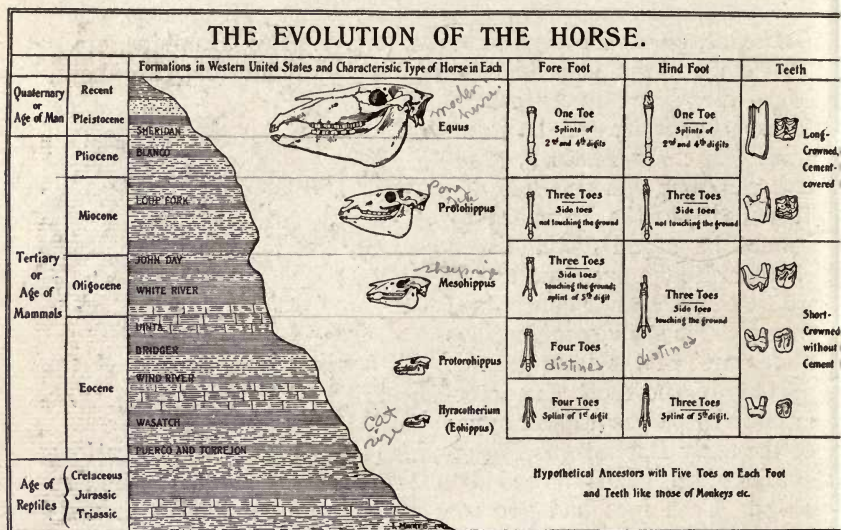 THE EVOLUTION OF THE HORSE.
Formations in Western United States and Characteristic Type of Horse in Each
Fore Foot
Hind Foot
Teeth
Quaternary
or
Age of Man
Recent
Pleistocene
SHERIDAN
modern
horse.
Equus
One Toe
Splints of
2nd and 4th digits
One Toe
Splints of
2nd and 4th digits
Long-
Crowned,
Cement-
covered
Pliocene
BLANCO
Tertiary
or
Age of
Mammals
Miocene
LOUP FORK
Pony
size
Protohippus
Three Toes
Side toes
not touching the ground
Three Toes
Side toes
not touching the ground
Oligocene
JOHN DAY
WHITE RIVER
sheep size
Mesohippus
Three Toes
Side toes
touching the ground;
splint of 5th digit
Three Toes
Side toes
touching the ground
distines
Short-
Crowned,
without
Cement
Eocene
UINTA
BRIDGER
WIND RIVER
WASATCH
PUERCO AND TORREJON
Protorohippus
Four Toes
distines
Cat
size
Hyracotherium
(Eohippus)
Four Toes
Splint of 1st digit
Three Toes
Splint of 5th digit.
Age of
Reptiles
Cretaceous
Jurassic
Triassic
Hypothetical Ancestors with Five Toes on Each Foot
and Teeth like those of Monkeys etc.